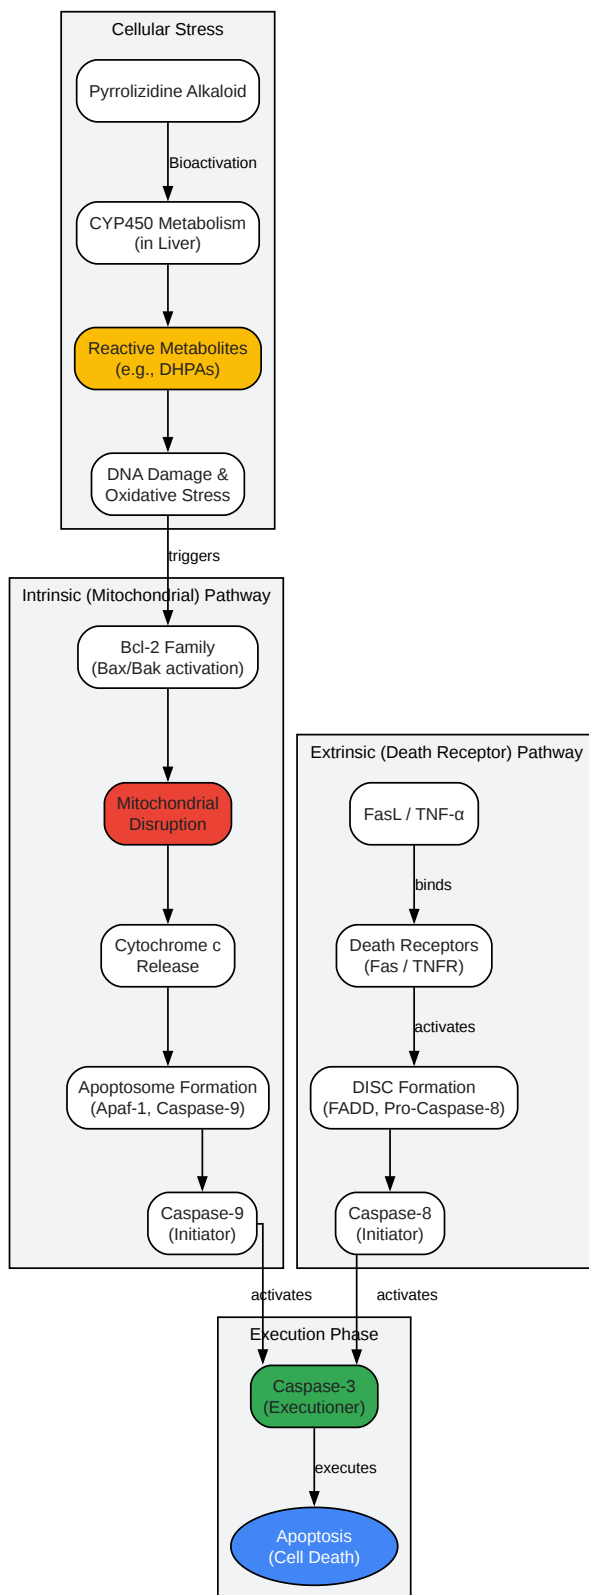 Cellular Stress
Pyrrolizidine Alkaloid
Bioactivation
CYP450 Metabolism
(in Liver)
Reactive Metabolites
(e.g., DHPAs)
DNA Damage &
Oxidative Stress
triggers
Intrinsic (Mitochondrial) Pathway
Bcl-2 Family
(Bax/Bak activation)
Mitochondrial
Disruption
Cytochrome c
Release
Apoptosome Formation
(Apaf-1, Caspase-9)
Caspase-9
(Initiator)
activates
Extrinsic (Death Receptor) Pathway
FasL / TNF-α
binds
Death Receptors
(Fas / TNFR)
activates
DISC Formation
(FADD, Pro-Caspase-8)
Caspase-8
(Initiator)
activates
Execution Phase
Caspase-3
(Executioner)
executes
Apoptosis
(Cell Death)